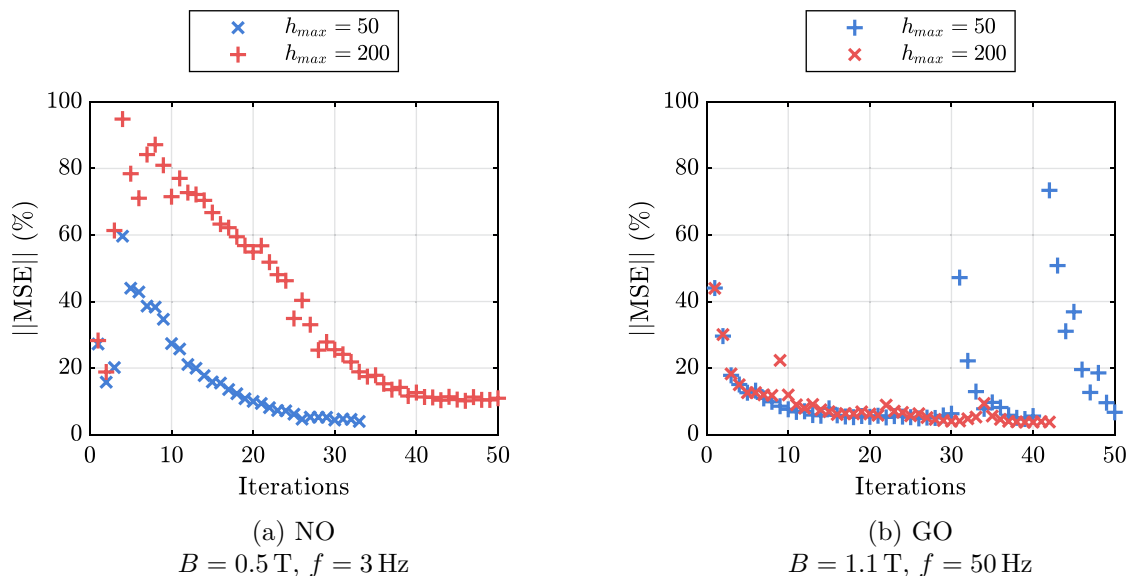 h_max = 50
h_max = 200
100
80
60
40
20
0
||MSE|| (%)
0 10 20 30 40 50
Iterations
(a) NO
B = 0.5 T, f = 3 Hz
h_max = 50
h_max = 200
100
80
60
40
20
0
||MSE|| (%)
0 10 20 30 40 50
Iterations
(b) GO
B = 1.1 T, f = 50 Hz